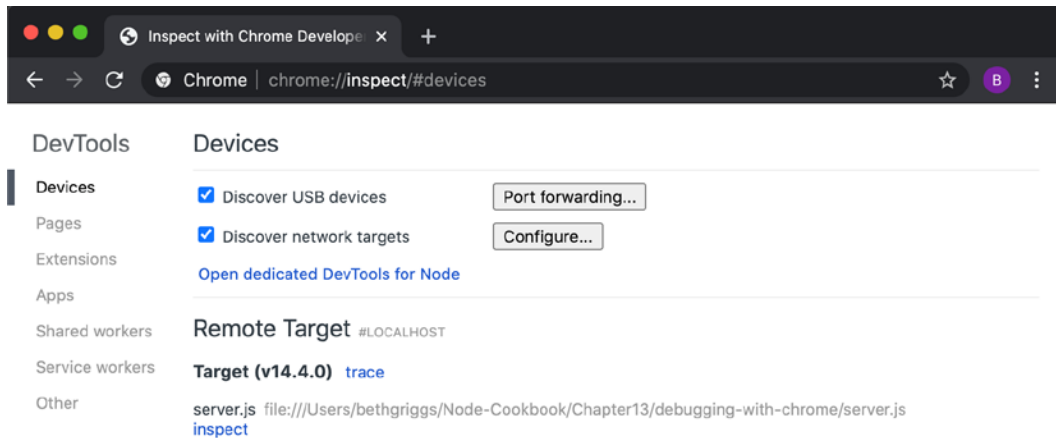 Inspect with Chrome Develope
Chrome | chrome://inspect/#devices
B
DevTools
Devices
Pages
Extensions
Apps
Shared workers
Service workers
Other
Devices
Discover USB devices
Port forwarding...
Discover network targets
Configure...
Open dedicated DevTools for Node
Remote Target #LOCALHOST
Target (v14.4.0) trace
server.js file:///Users/bethgriggs/Node-Cookbook/Chapter13/debugging-with-chrome/server.js
inspect